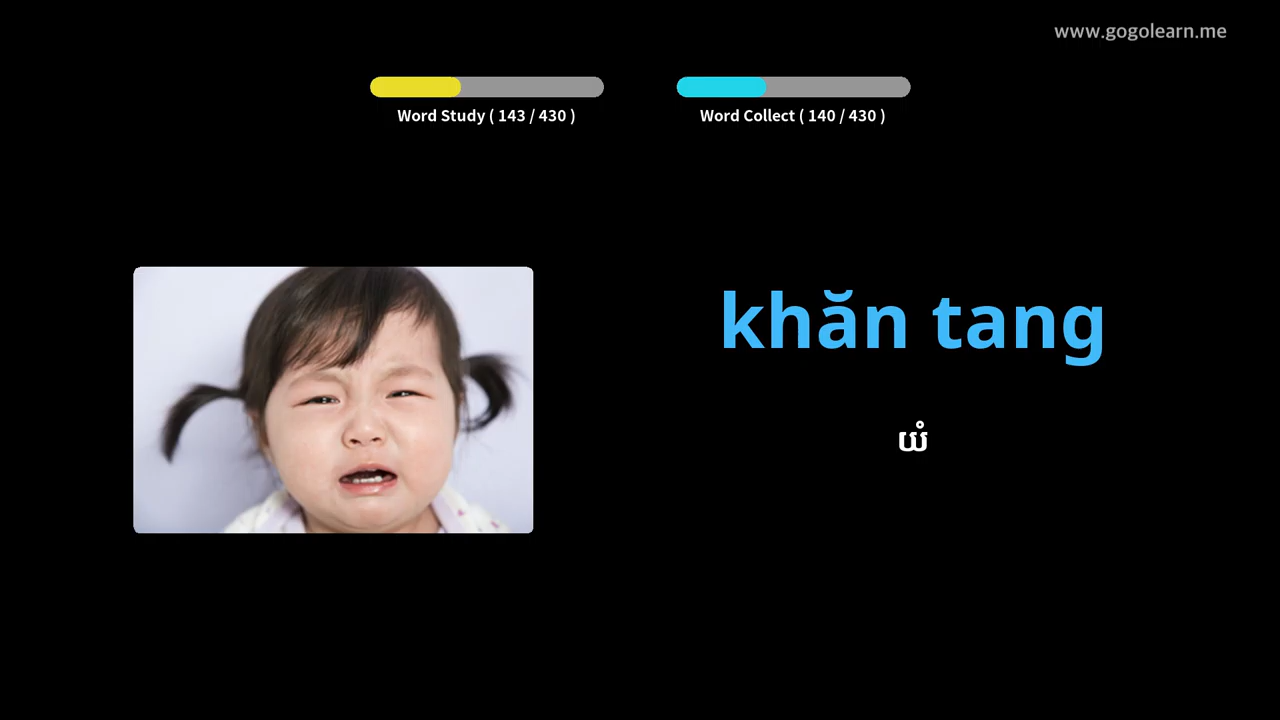 www.gogolearn.me
Word Study ( 143 / 430 )
Word Collect ( 140 / 430 )
khăn tang
យំ